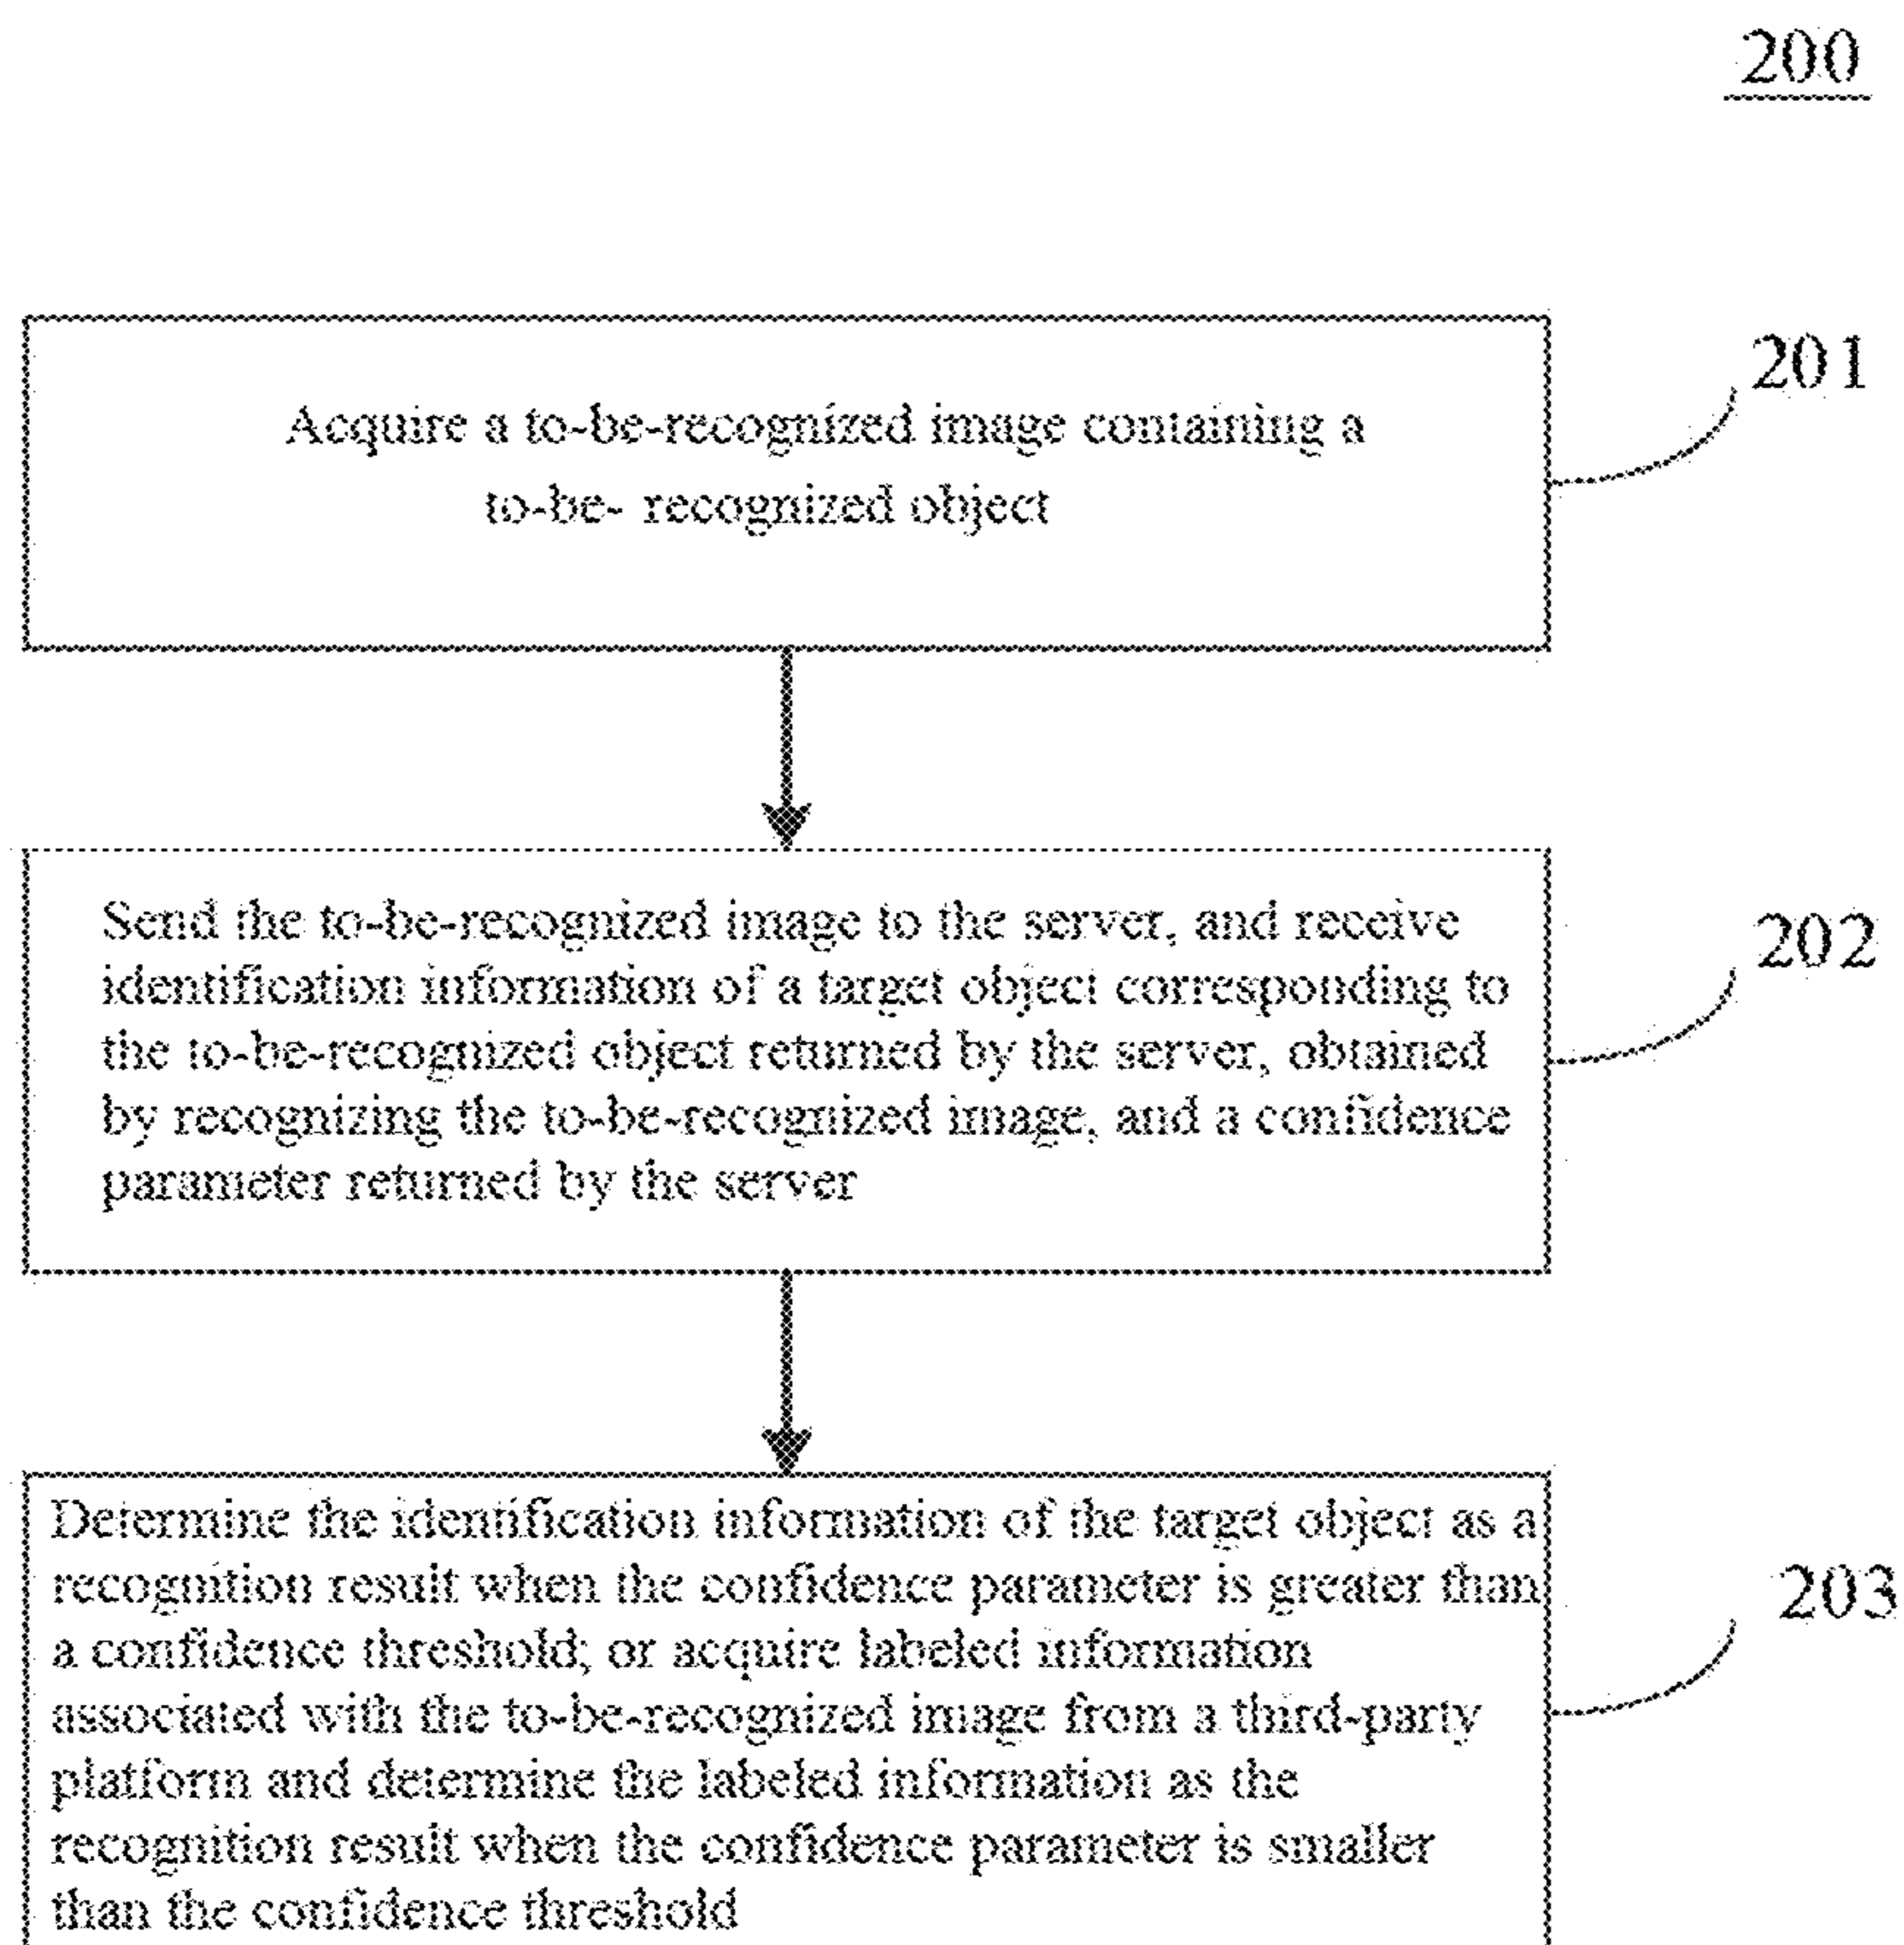 200
201
Acquire a to-be-recognized image containing a
to-be- recognized object
202
Send the to-be-recognized image to the server, and receive
identification information of a target object corresponding to
the to-be-recognized object returned by the server, obtained
by recognizing the to-be-recognized image, and a confidence
parameter returned by the server
203
Determine the identification information of the target object as a
recognition result when the confidence parameter is greater than
a confidence threshold; or acquire labeled information
associated with the to-be-recognized image from a third-party
platform and determine the labeled information as the
recognition result when the confidence parameter is smaller
than the confidence threshold